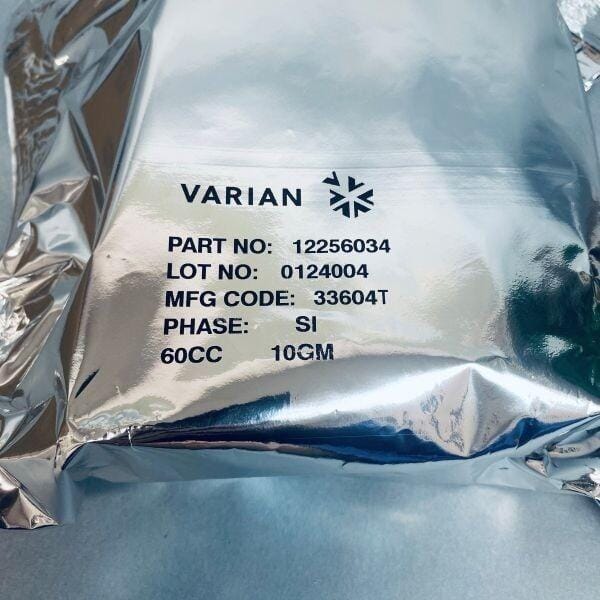 VARIAN
PART NO: 12256034
LOT NO: 0124004
MFG CODE: 33604T
PHASE: SI
60CC 10GM